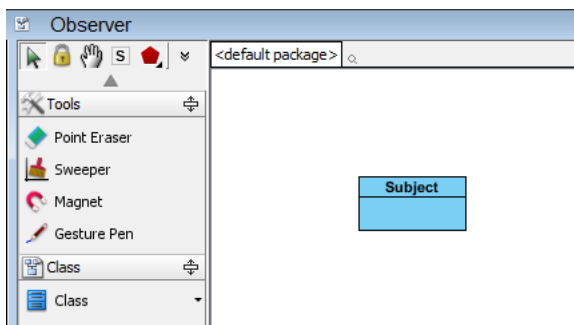 Observer
S
<default package>
Tools
Point Eraser
Sweeper
Magnet
Gesture Pen
Class
Class
Subject